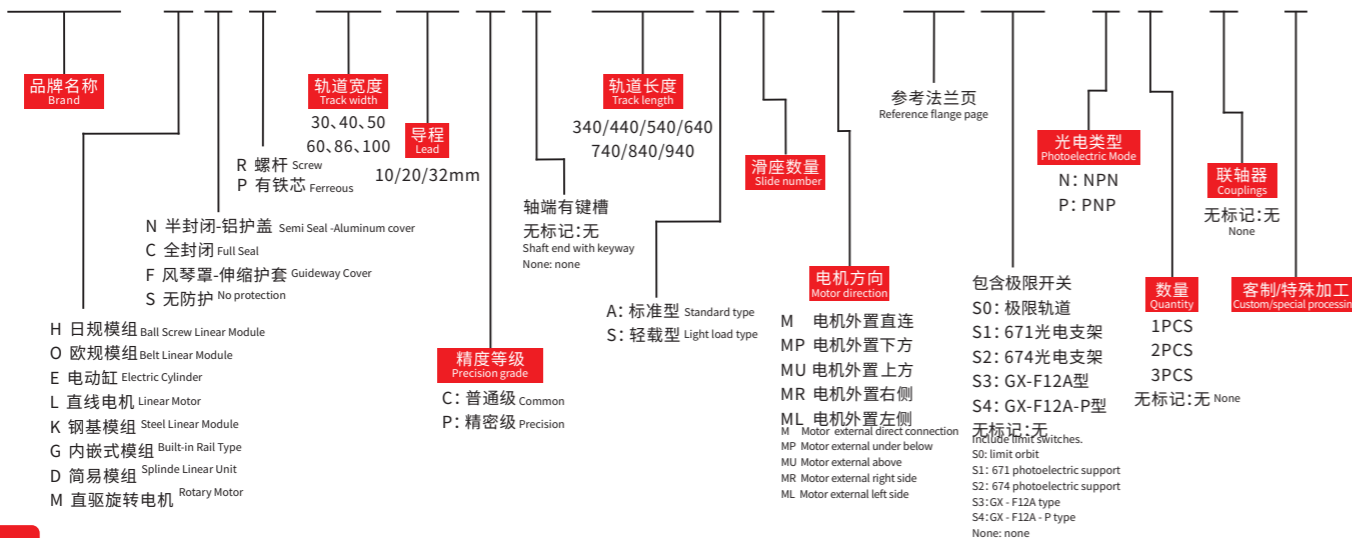 品牌名称
Brand
H 日规模组 Ball Screw Linear Module
O 欧规模组 Belt Linear Module
E 电动缸 Electric Cylinder
L 直线电机 Linear Motor
K 钢基模组 Steel Linear Module
G 内嵌式模组 Built-in Rail Type
D 简易模组 Splinde Linear Unit
M 直驱旋转电机 Rotary Motor
N 半封闭-铝护盖 Semi Seal -Aluminum cover
C 全封闭 Full Seal
F 风琴罩-伸缩护套 Guideway Cover
S 无防护 No protection
R 螺杆 Screw
P 有铁芯 Ferreous
轨道宽度
Track width
30、40、50
60、86、100
导程
Lead
10/20/32mm
精度等级
Precision grade
C: 普通级 Common
P: 精密级 Precision
轴端有键槽
无标记:无
Shaft end with keyway
None: none
轨道长度
Track length
340/440/540/640
740/840/940
A: 标准型 Standard type
S: 轻载型 Light load type
滑座数量
Slide number
电机方向
Motor direction
M 电机外置直连
MP 电机外置下方
MU 电机外置上方
MR 电机外置右侧
ML 电机外置左侧
M Motor external direct connection
MP Motor external under below
MU Motor external above
MR Motor external right side
ML Motor external left side
参考法兰页
Reference flange page
包含极限开关
S0: 极限轨道
S1: 671光电支架
S2: 674光电支架
S3: GX-F12A型
S4: GX-F12A-P型
无标记:无
Include limit switches.
S0: limit orbit
S1: 671 photoelectric support
S2: 674 photoelectric support
S3:GX - F12A type
S4:GX - F12A - P type
None: none
光电类型
Photoelectric Mode
N: NPN
P: PNP
数量
Quantity
1PCS
2PCS
3PCS
无标记:无 None
联轴器
Couplings
无标记:无
None
客制/特殊加工
Custom/special processin